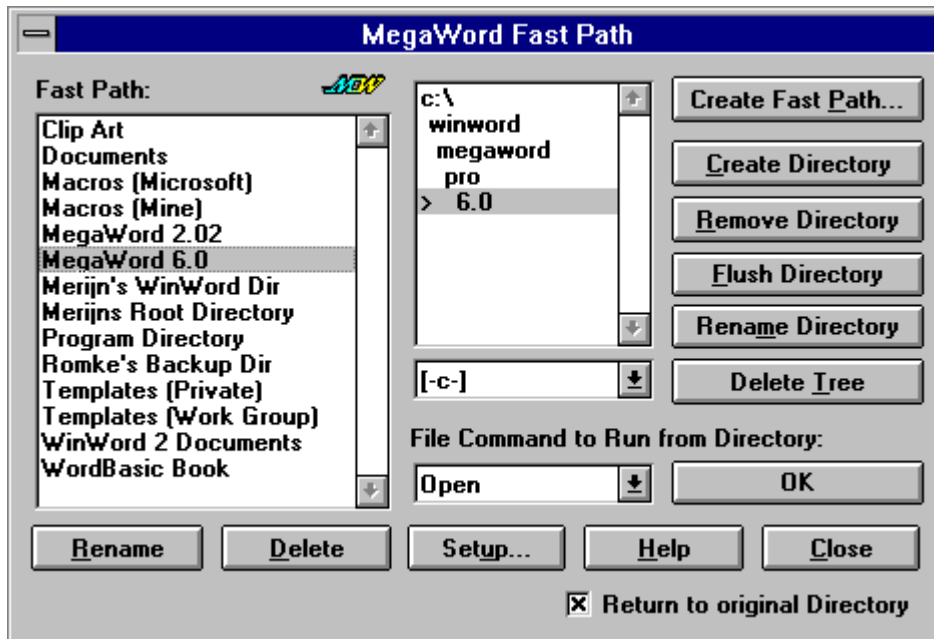 MegaWord Fast Path
Fast Path:
MW
Clip Art
Documents
Macros (Microsoft)
Macros (Mine)
MegaWord 2.02
MegaWord 6.0
Merijn's WinWord Dir
Merijns Root Directory
Program Directory
Romke's Backup Dir
Templates (Private)
Templates (Work Group)
WinWord 2 Documents
WordBasic Book
c:\
winword
megaword
pro
> 6.0
[-c-]
Create Fast Path...
Create Directory
Remove Directory
Flush Directory
Rename Directory
Delete Tree
File Command to Run from Directory:
Open
OK
Rename
Delete
Setup...
Help
Close
Return to original Directory